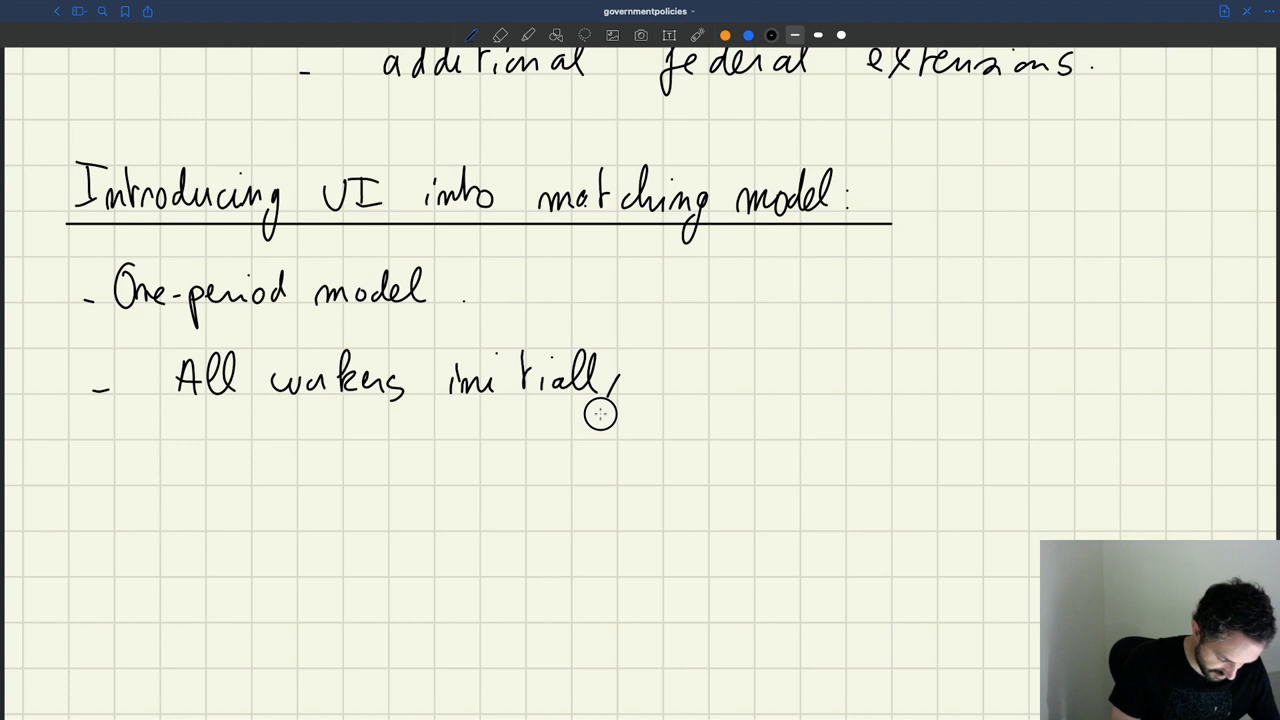 governmentpolicies
- additional federal extensions.
Introducing UI into matching model:
- One-period model.
- All workers initially